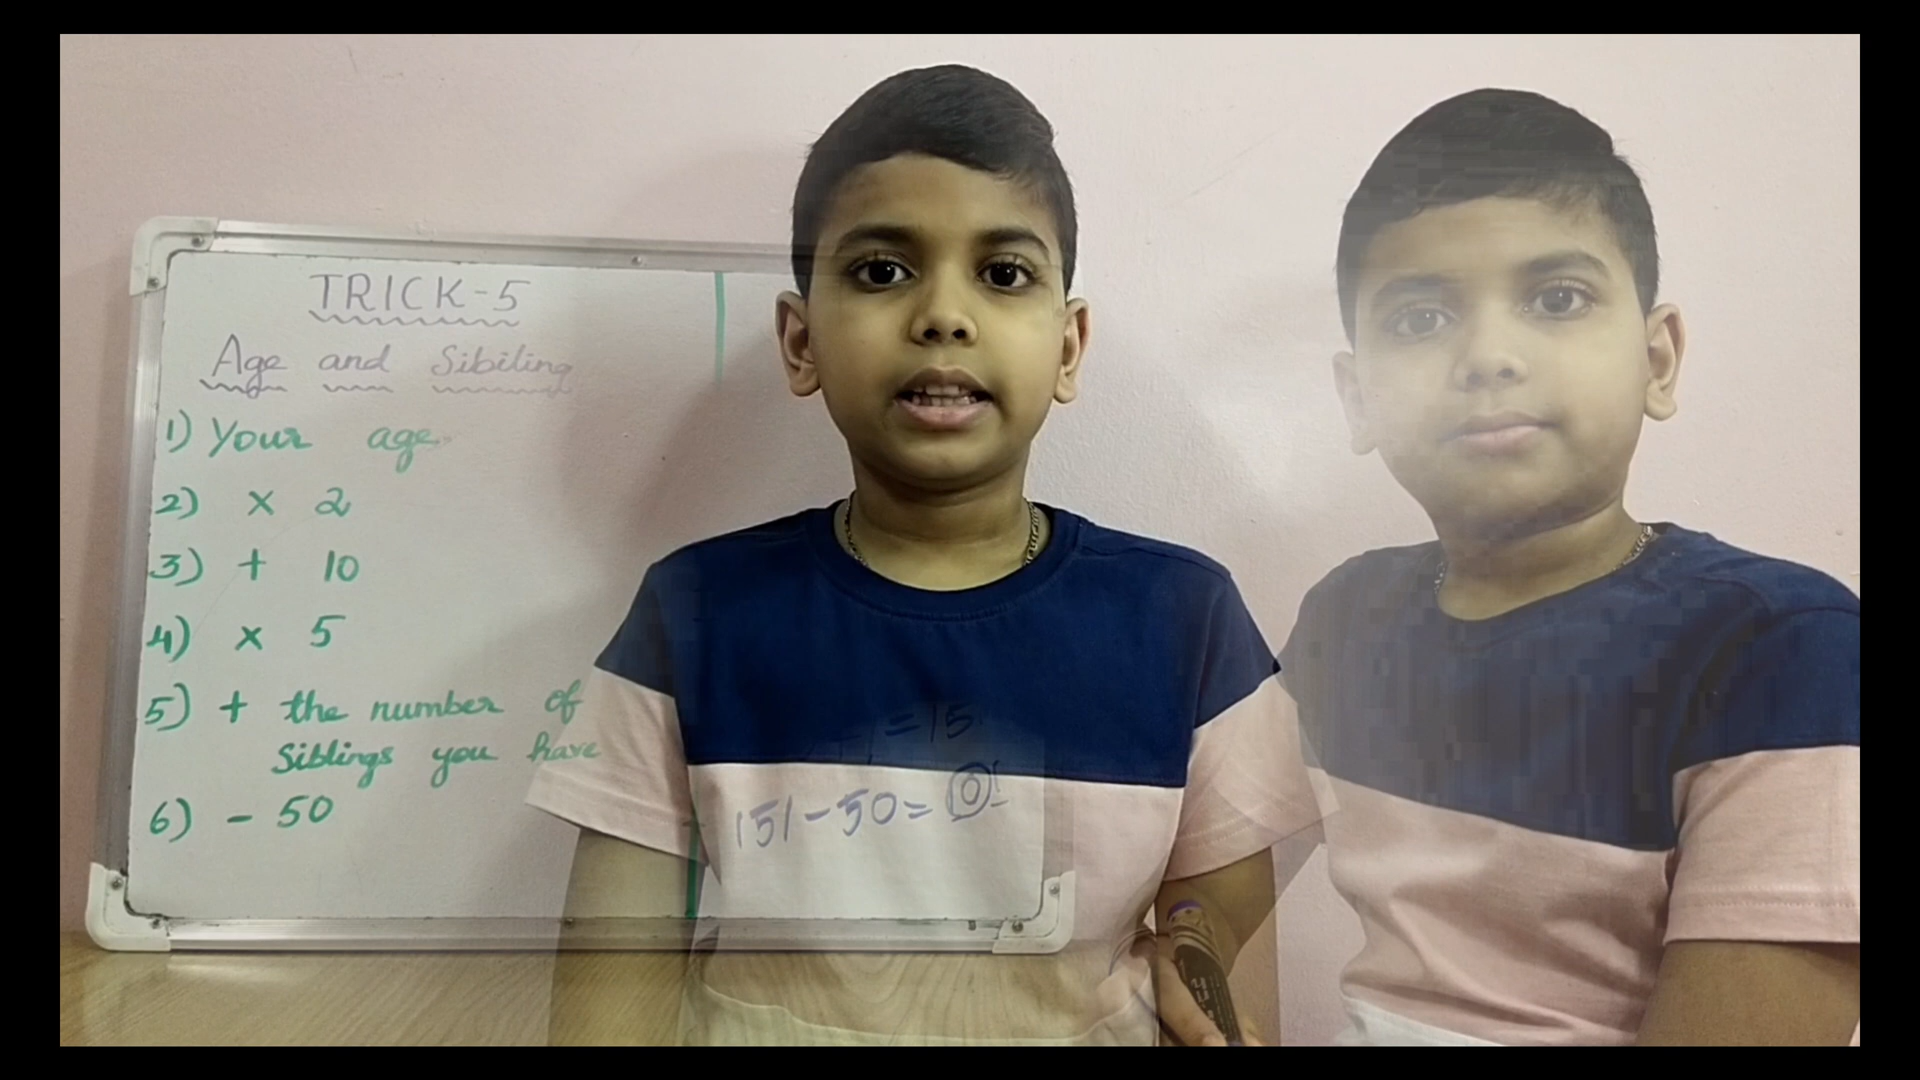 TRICK-5
Age and Sibiling
1) Your age
2) × 2
3) + 10
4) × 5
5) + the number of
Siblings you have
6) - 50
151-50=101